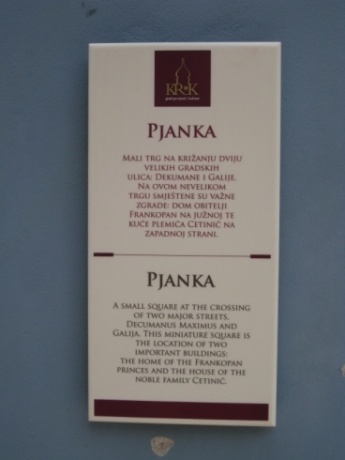 KRK
PJANKA
MALI TRG NA KRIŽANJU DVIJU
VELIKIH GRADSKIH
ULICA: DEKUMANE I GALIJE.
NA OVOM NEVELIKOM
TRGU SMJEŠTENE SU VAŽNE
ZGRADE: DOM OBITELJI
FRANKOPAN NA JUŽNOJ TE
KUĆE PLEMIĆA CETINIĆ NA
ZAPADNOJ STRANI.
PJANKA
A SMALL SQUARE AT THE CROSSING
OF TWO MAJOR STREETS,
DECUMANUS MAXIMUS AND
GALIJA. THIS MINIATURE SQUARE IS
THE LOCATION OF TWO
IMPORTANT BUILDINGS:
THE HOME OF THE FRANKOPAN
PRINCES AND THE HOUSE OF THE
NOBLE FAMILY CETINIĆ.